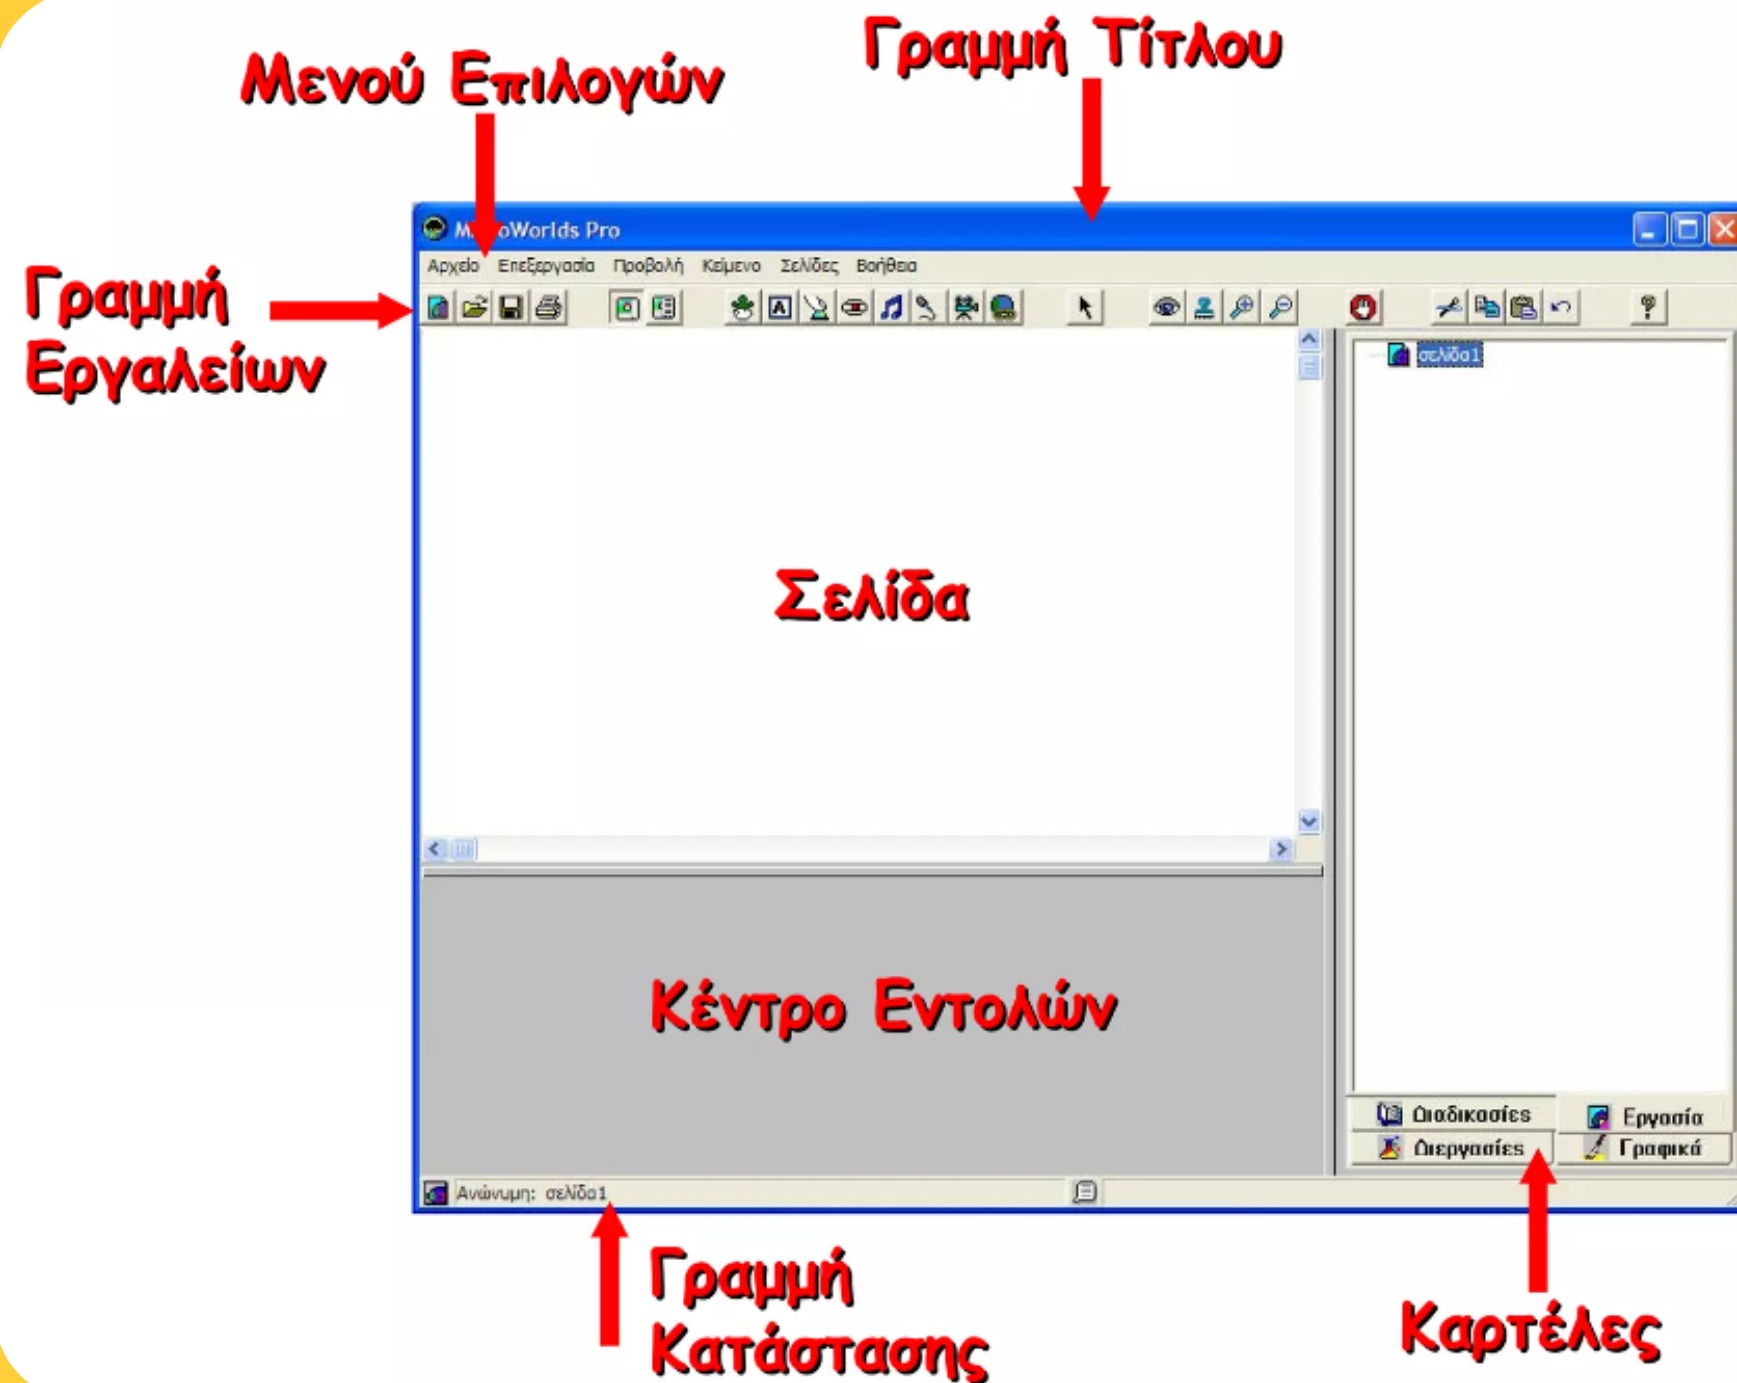 Μενού Επιλογών
Γραμμή Τίτλου
Γραμμή
Εργαλείων
oWorlds Pro
Αρχείο Επεξεργασία Προβολή Κείμενο Σελίδες Βοήθεια
σελίδα1
Σελίδα
Κέντρο Εντολών
Διαδικασίες Εργασία
Διεργασίες Γραφικά
Ανώνυμη: σελίδα1
Γραμμή
Κατάστασης
Καρτέλες